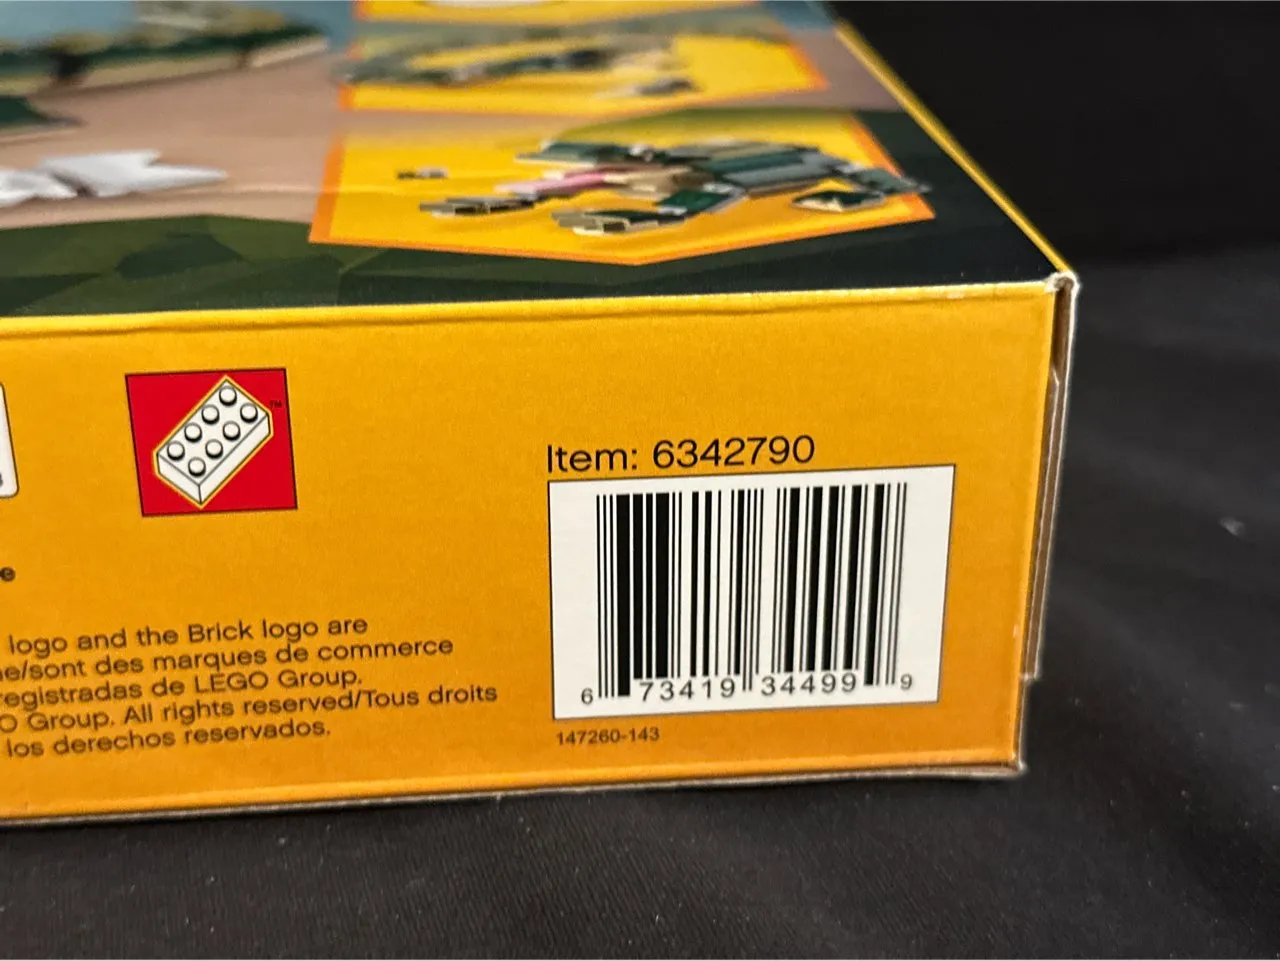 TM
Item: 6342790
6 73419 34499 9
147260-143
e
logo and the Brick logo are
e/sont des marques de commerce
registradas de LEGO Group.
O Group. All rights reserved/Tous droits
los derechos reservados.